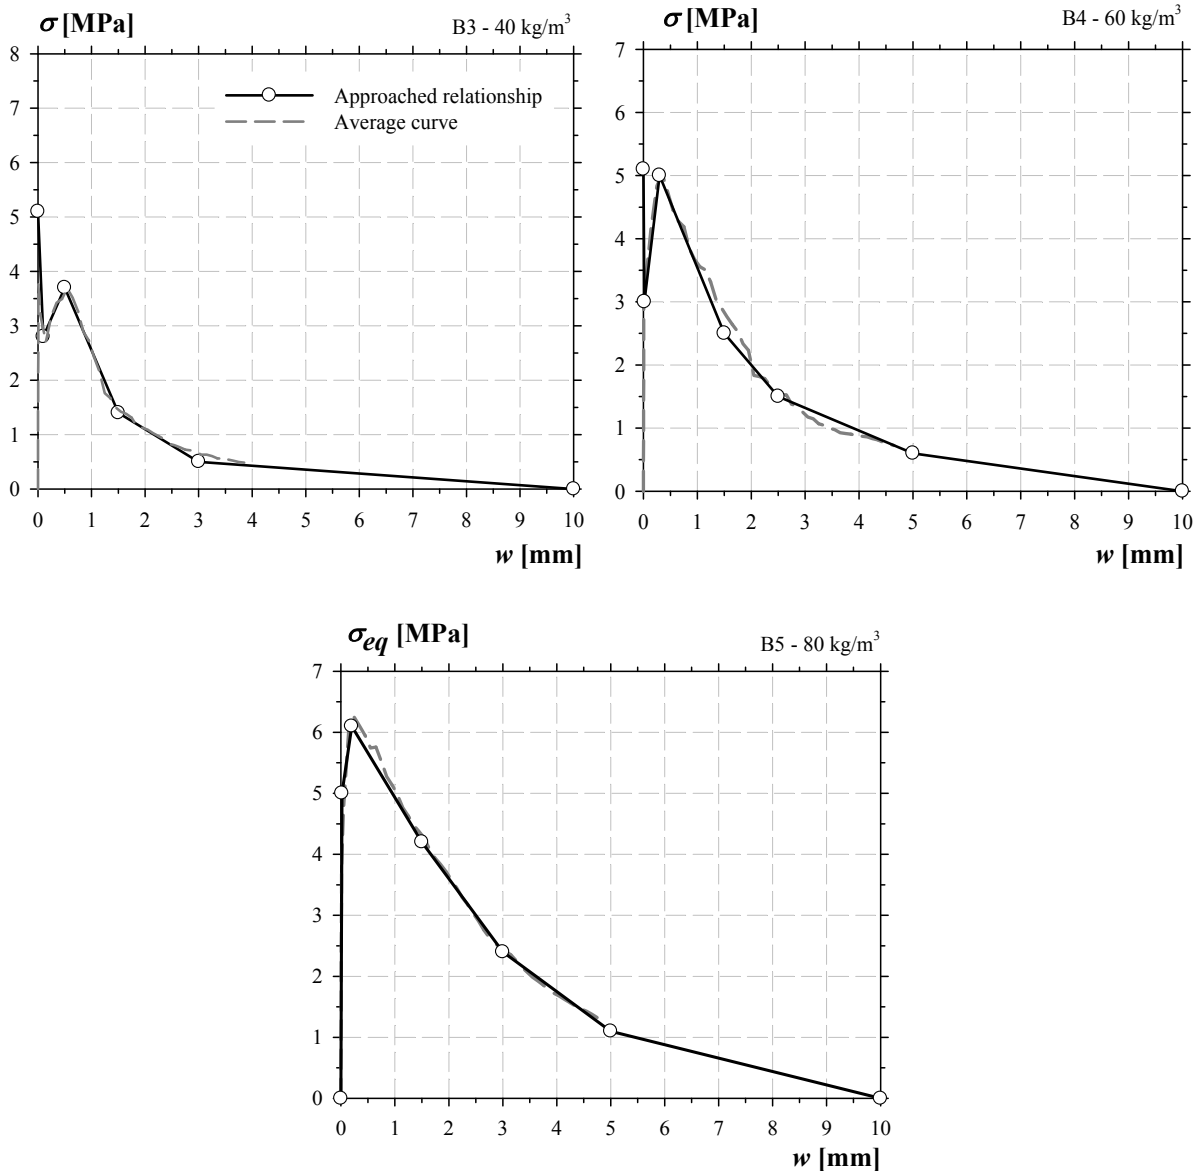 σ [MPa]
B3 - 40 kg/m³
8
7
6
5
4
3
2
1
0
Approached relationship
Average curve
0 1 2 3 4 5 6 7 8 9 10
w [mm]
σ [MPa]
B4 - 60 kg/m³
7
6
5
4
3
2
1
0
0 1 2 3 4 5 6 7 8 9 10
w [mm]
σeq [MPa]
B5 - 80 kg/m³
7
6
5
4
3
2
1
0
0 1 2 3 4 5 6 7 8 9 10
w [mm]